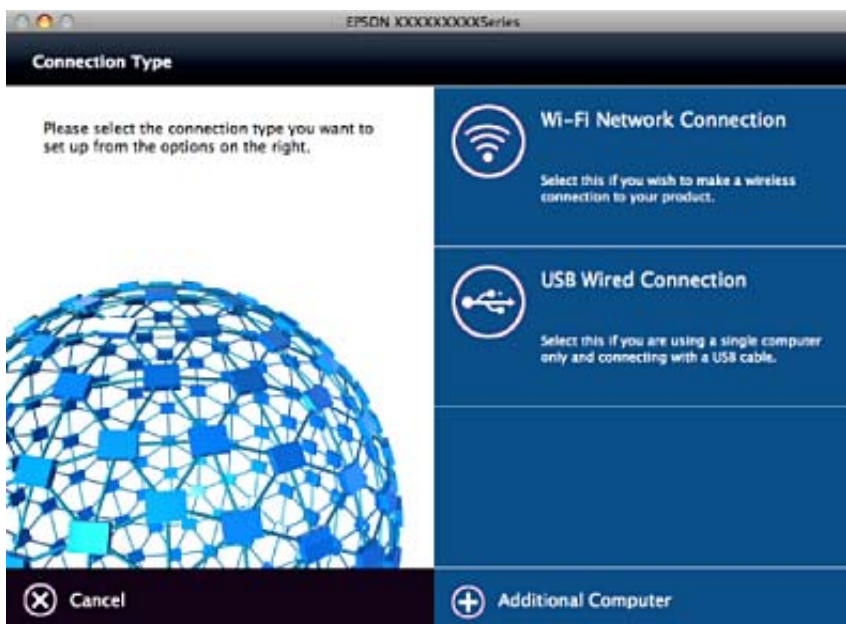 EPSON XXXXXXXXXSeries
Connection Type
Please select the connection type you want to
set up from the options on the right.
Wi-Fi Network Connection
Select this if you wish to make a wireless
connection to your product.
USB Wired Connection
Select this if you are using a single computer
only and connecting with a USB cable.
Cancel
Additional Computer